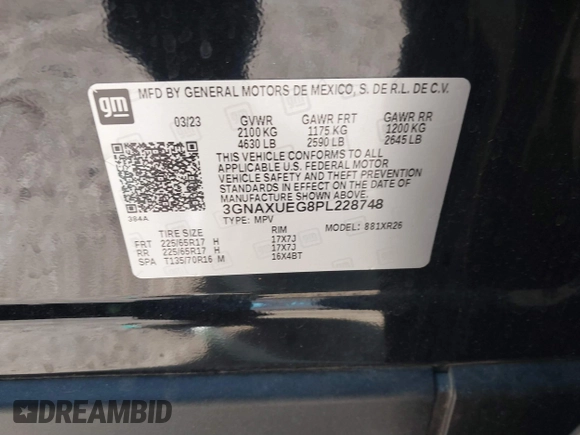 gm
MFD BY GENERAL MOTORS DE MEXICO, S. DE R.L. DE C.V.
03/23 GVWR GAWR FRT GAWR RR
2100 KG 1175 KG 1200 KG
4630 LB 2590 LB 2645 LB
THIS VEHICLE CONFORMS TO ALL
APPLICABLE U.S. FEDERAL MOTOR
VEHICLE SAFETY AND THEFT PREVENTION
STANDARDS IN EFFECT ON THE DATE OF
MANUFACTURE SHOWN ABOVE.
3GNAXUEG8PL228748
384A
TYPE: MPV MODEL: 881XR26
TIRE SIZE RIM
FRT 225/65R17 H 17X7J
RR 225/65R17 H 17X7J
SPA T135/70R16 M 16X4BT
DREAMBID